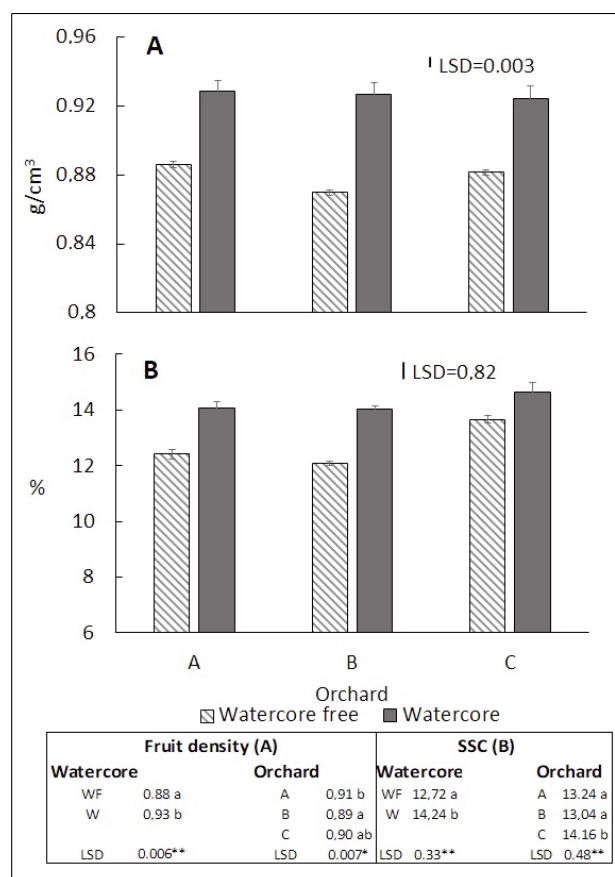 A
LSD=0.003
0,96
0,92
0,88
0,84
0,8
g/cm³
B
LSD=0,82
16
14
12
10
8
6
%
A B C
Orchard
Watercore free Watercore
Fruit density (A) SSC (B)
Watercore Orchard Watercore Orchard
WF 0.88 a A 0,91 b WF 12,72 a A 13.24 a
W 0,93 b B 0,89 a W 14,24 b B 13,04 a
C 0,90 ab C 14.16 b
LSD 0.006** LSD 0.007* LSD 0.33** LSD 0.48**